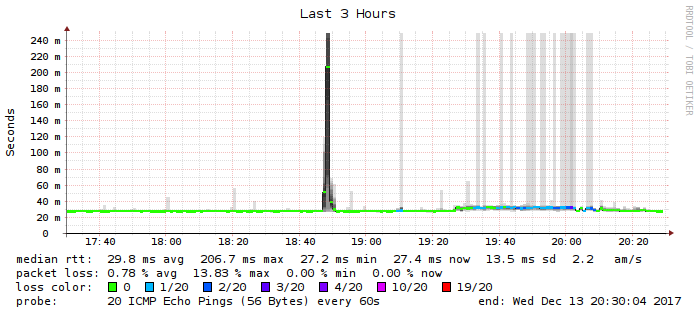 Last 3 Hours
RRDTOOL / TOBI OETIKER
Seconds
240 m
220 m
200 m
180 m
160 m
140 m
120 m
100 m
80 m
60 m
40 m
20 m
0
17:40 18:00 18:20 18:40 19:00 19:20 19:40 20:00 20:20
median rtt: 29.8 ms avg 206.7 ms max 27.2 ms min 27.4 ms now 13.5 ms sd 2.2 am/s
packet loss: 0.78 % avg 13.83 % max 0.00 % min 0.00 % now
loss color: 0 1/20 2/20 3/20 4/20 10/20 19/20
probe: 20 ICMP Echo Pings (56 Bytes) every 60s end: Wed Dec 13 20:30:04 2017